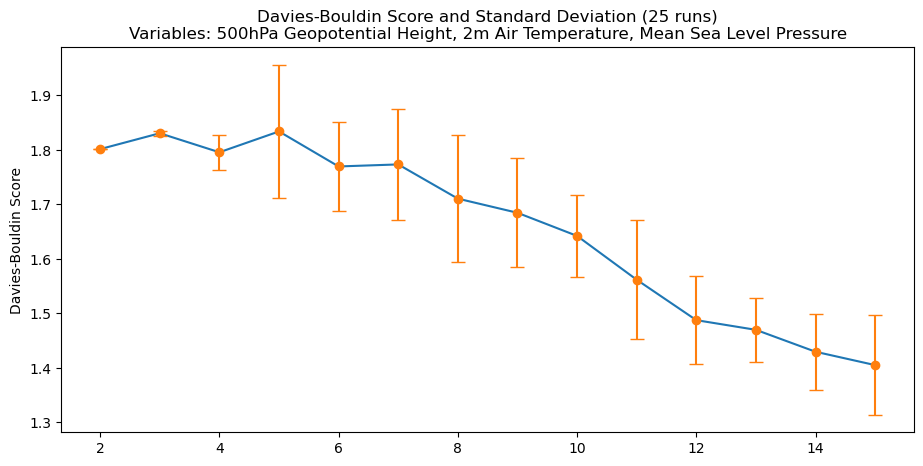 Davies-Bouldin Score and Standard Deviation (25 runs)
Variables: 500hPa Geopotential Height, 2m Air Temperature, Mean Sea Level Pressure
Davies-Bouldin Score
1.9
1.8
1.7
1.6
1.5
1.4
1.3
2 4 6 8 10 12 14